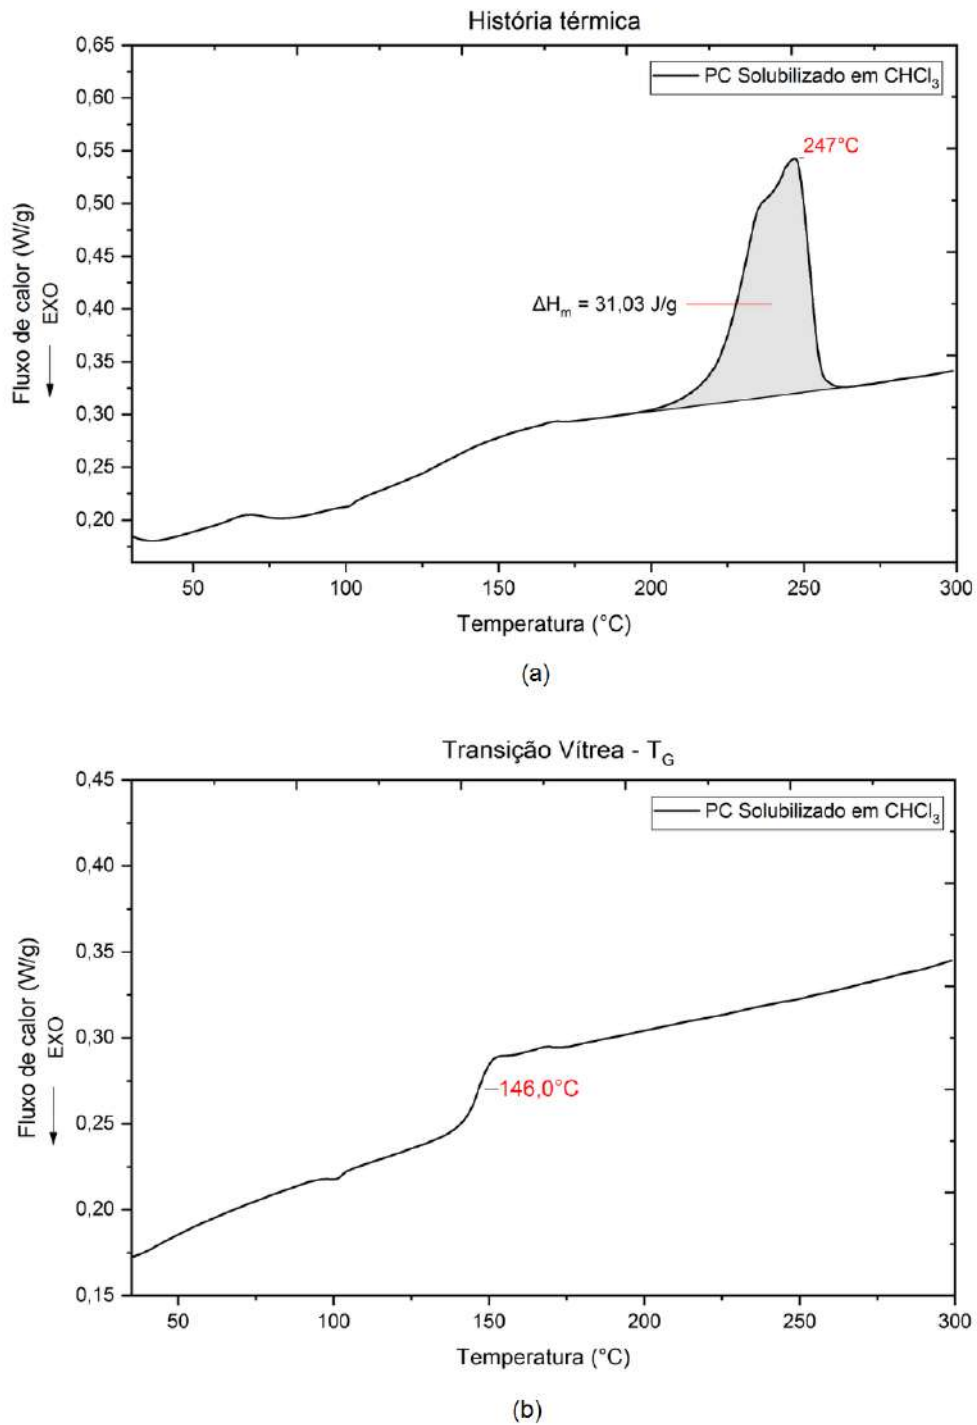 História térmica
0,65
0,60
0,55
0,50
0,45
0,40
0,35
0,30
0,25
0,20
Fluxo de calor (W/g)
EXO
PC Solubilizado em CHCl₃
247°C
ΔHₘ = 31,03 J/g
50 100 150 200 250 300
Temperatura (°C)
(a)
Transição Vítrea - T_G
0,45
0,40
0,35
0,30
0,25
0,20
0,15
Fluxo de calor (W/g)
EXO
PC Solubilizado em CHCl₃
146,0°C
50 100 150 200 250 300
Temperatura (°C)
(b)